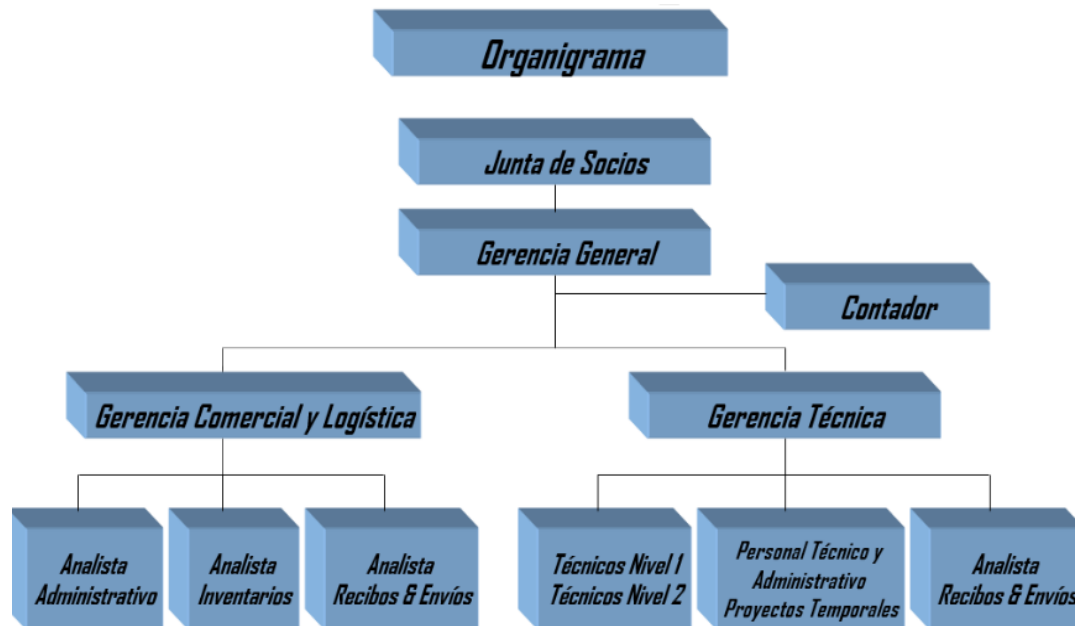 Organigrama
Junta de Socios
Gerencia General
Contador
Gerencia Comercial y Logística
Gerencia Técnica
Analista
Administrativo
Analista
Inventarios
Analista
Recibos & Envíos
Técnicos Nivel 1
Técnicos Nivel 2
Personal Técnico y
Administrativo
Proyectos Temporales
Analista
Recibos & Envíos